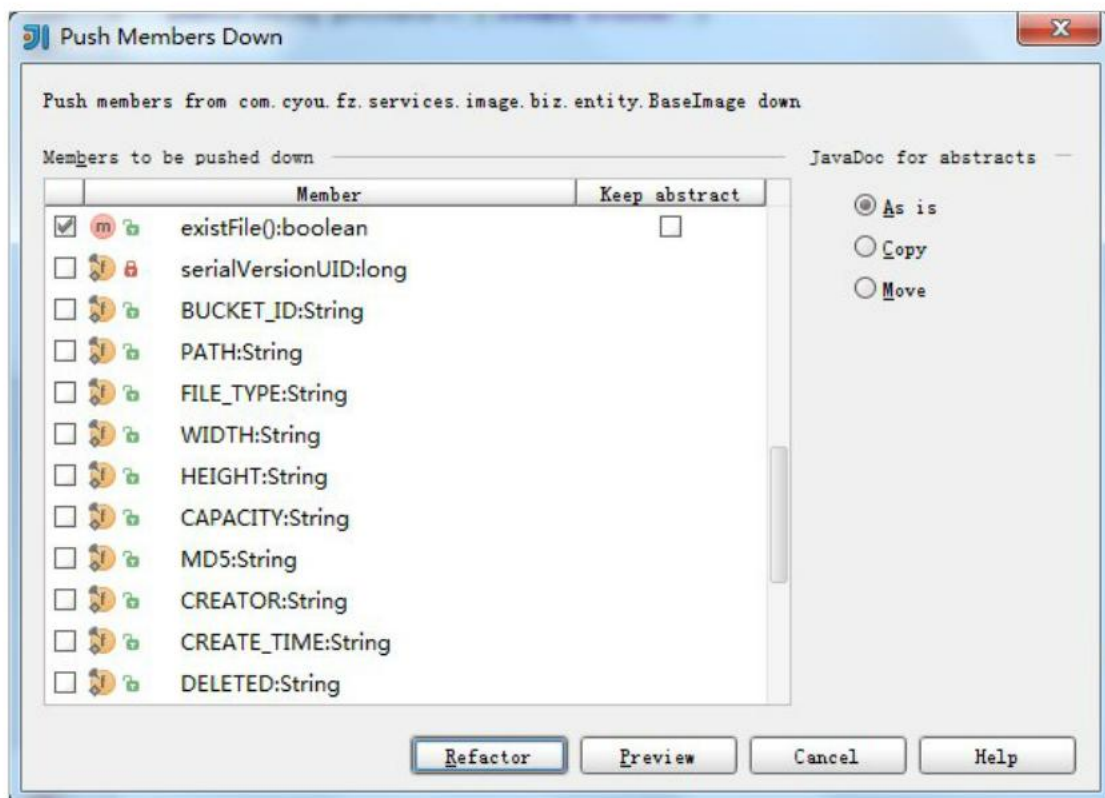 Push Members Down
Push members from com.cyou.fz.services.image.biz.entity.BaseImage down
Members to be pushed down
JavaDoc for abstracts
Member Keep abstract
existFile():boolean
serialVersionUID:long
BUCKET_ID:String
PATH:String
FILE_TYPE:String
WIDTH:String
HEIGHT:String
CAPACITY:String
MD5:String
CREATOR:String
CREATE_TIME:String
DELETED:String
As is
Copy
Move
Refactor Preview Cancel Help